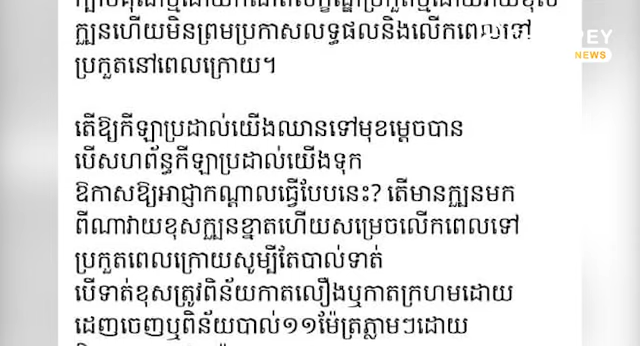 ក្បួនហើយមិនព្រមប្រកាសលទ្ធផលនិងលើកពេលទៅ
ប្រកួតនៅពេលក្រោយ។
តើឱ្យកីឡាប្រដាល់យើងឈានទៅមុខម្ដេចបាន
បើសហព័ន្ធកីឡាប្រដាល់យើងទុក
ឱកាសឱ្យអាជ្ញាកណ្ដាលធ្វើបែបនេះ? តើមានក្បួនមក
ពីណាវាយខុសក្បួនខ្នាតហើយសម្រេចលើកពេលទៅ
ប្រកួតពេលក្រោយសូម្បីតែបាល់ទាត់
បើទាត់ខុសត្រូវពិន័យកាតលឿងឬកាតក្រហមដោយ
ដេញចេញឬពិន័យបាល់១១ម៉ែត្រភ្លាមៗដោយ
NEWS